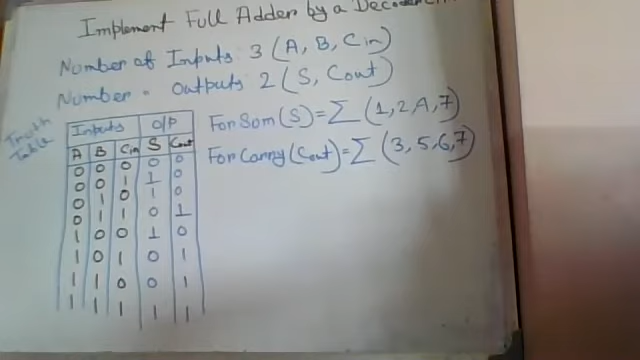 Implement Full Adder by a Decoder
Number of Inputs: 3 (A, B, Cin)
Number " Outputs: 2 (S, Cout)
Truth Table
Inputs O/P
A B Cin S Cout
0 0 0 0 0
0 0 1 1 0
0 1 0 1 0
0 1 1 0 1
1 0 0 1 0
1 0 1 0 1
1 1 0 0 1
1 1 1 1 1
For Sum (S) = Σ (1, 2, 4, 7)
For Carry (Cout) = Σ (3, 5, 6, 7)